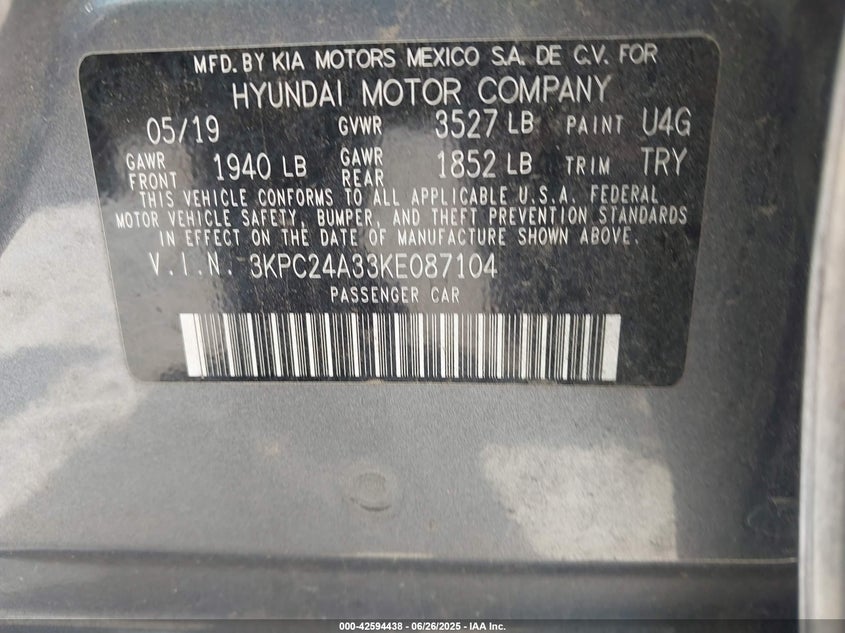 MFD. BY KIA MOTORS MEXICO S.A. DE C.V. FOR
HYUNDAI MOTOR COMPANY
05/19 GVWR 3527 LB PAINT U4G
GAWR FRONT 1940 LB GAWR REAR 1852 LB TRIM TRY
THIS VEHICLE CONFORMS TO ALL APPLICABLE U.S.A. FEDERAL
MOTOR VEHICLE SAFETY, BUMPER, AND THEFT PREVENTION STANDARDS
IN EFFECT ON THE DATE OF MANUFACTURE SHOWN ABOVE.
V.I.N. 3KPC24A33KE087104
PASSENGER CAR
000-42594438 - 06/26/2025 - IAA Inc.